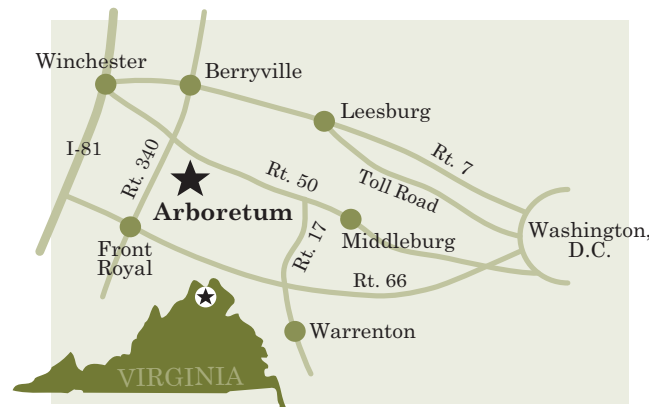 Winchester
Berryville
Leesburg
I-81
Rt. 340
Rt. 7
Rt. 50
Toll Road
Arboretum
Rt. 17
Middleburg
Washington,
D.C.
Front
Royal
Rt. 66
Warrenton
VIRGINIA